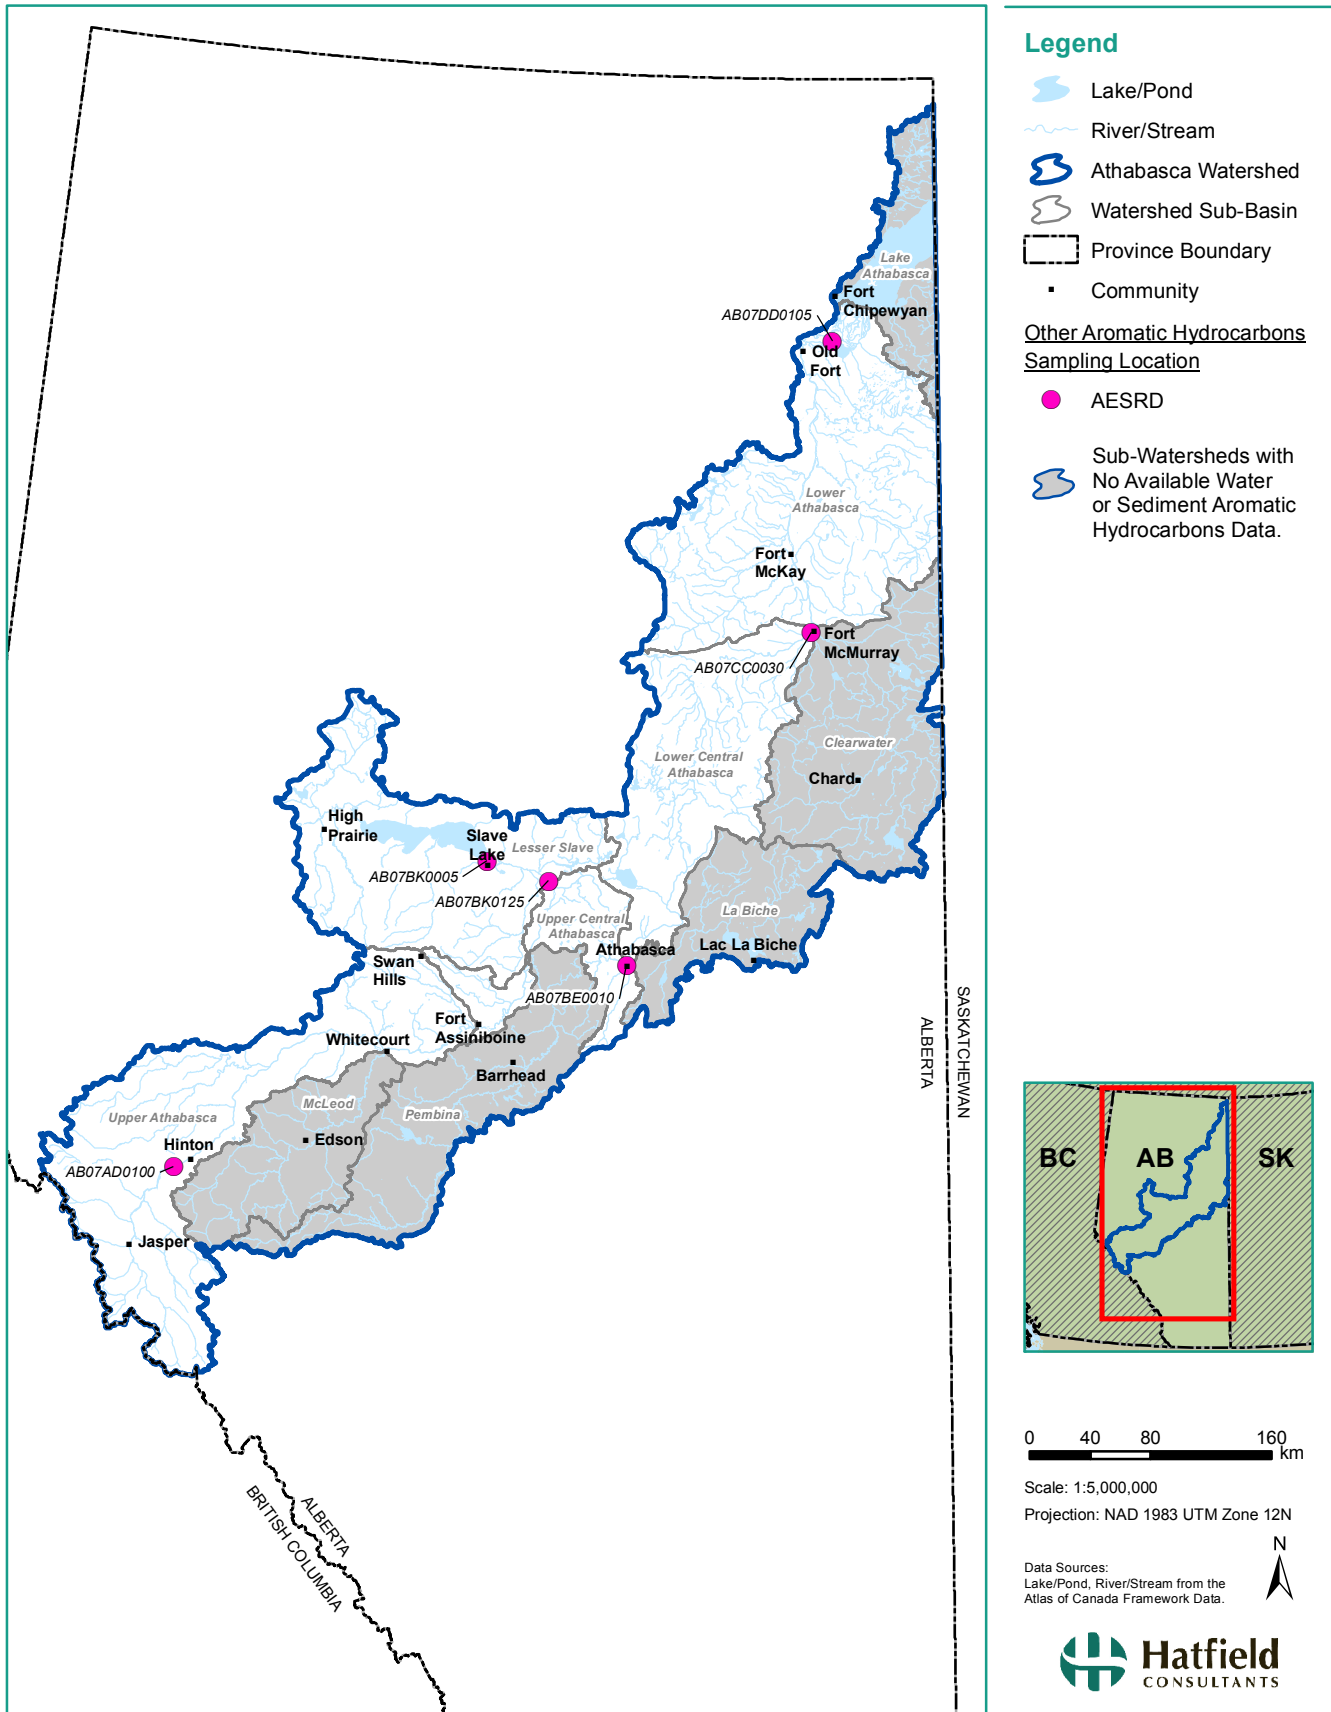 Legend
Lake/Pond
River/Stream
Athabasca Watershed
Watershed Sub-Basin
Province Boundary
Community
Other Aromatic Hydrocarbons
Sampling Location
AESRD
Sub-Watersheds with
No Available Water
or Sediment Aromatic
Hydrocarbons Data.
Lake
Athabasca
Fort
Chipewyan
AB07DD0105
Old
Fort
Lower
Athabasca
Fort
McKay
Fort
McMurray
AB07CC0030
Clearwater
Lower Central
Athabasca
Chard
High
Prairie
Slave
Lake
Lesser Slave
AB07BK0005
AB07BK0125
Upper Central
Athabasca
La Biche
Athabasca
Lac La Biche
Swan
Hills
AB07BE0010
Fort
Assiniboine
Whitecourt
Barrhead
McLeod
Pembina
Upper Athabasca
Edson
Hinton
AB07AD0100
Jasper
ALBERTA
SASKATCHEWAN
ALBERTA
BRITISH COLUMBIA
BC
AB
SK
0 40 80 160
km
Scale: 1:5,000,000
Projection: NAD 1983 UTM Zone 12N
N
Data Sources:
Lake/Pond, River/Stream from the
Atlas of Canada Framework Data.
Hatfield
CONSULTANTS